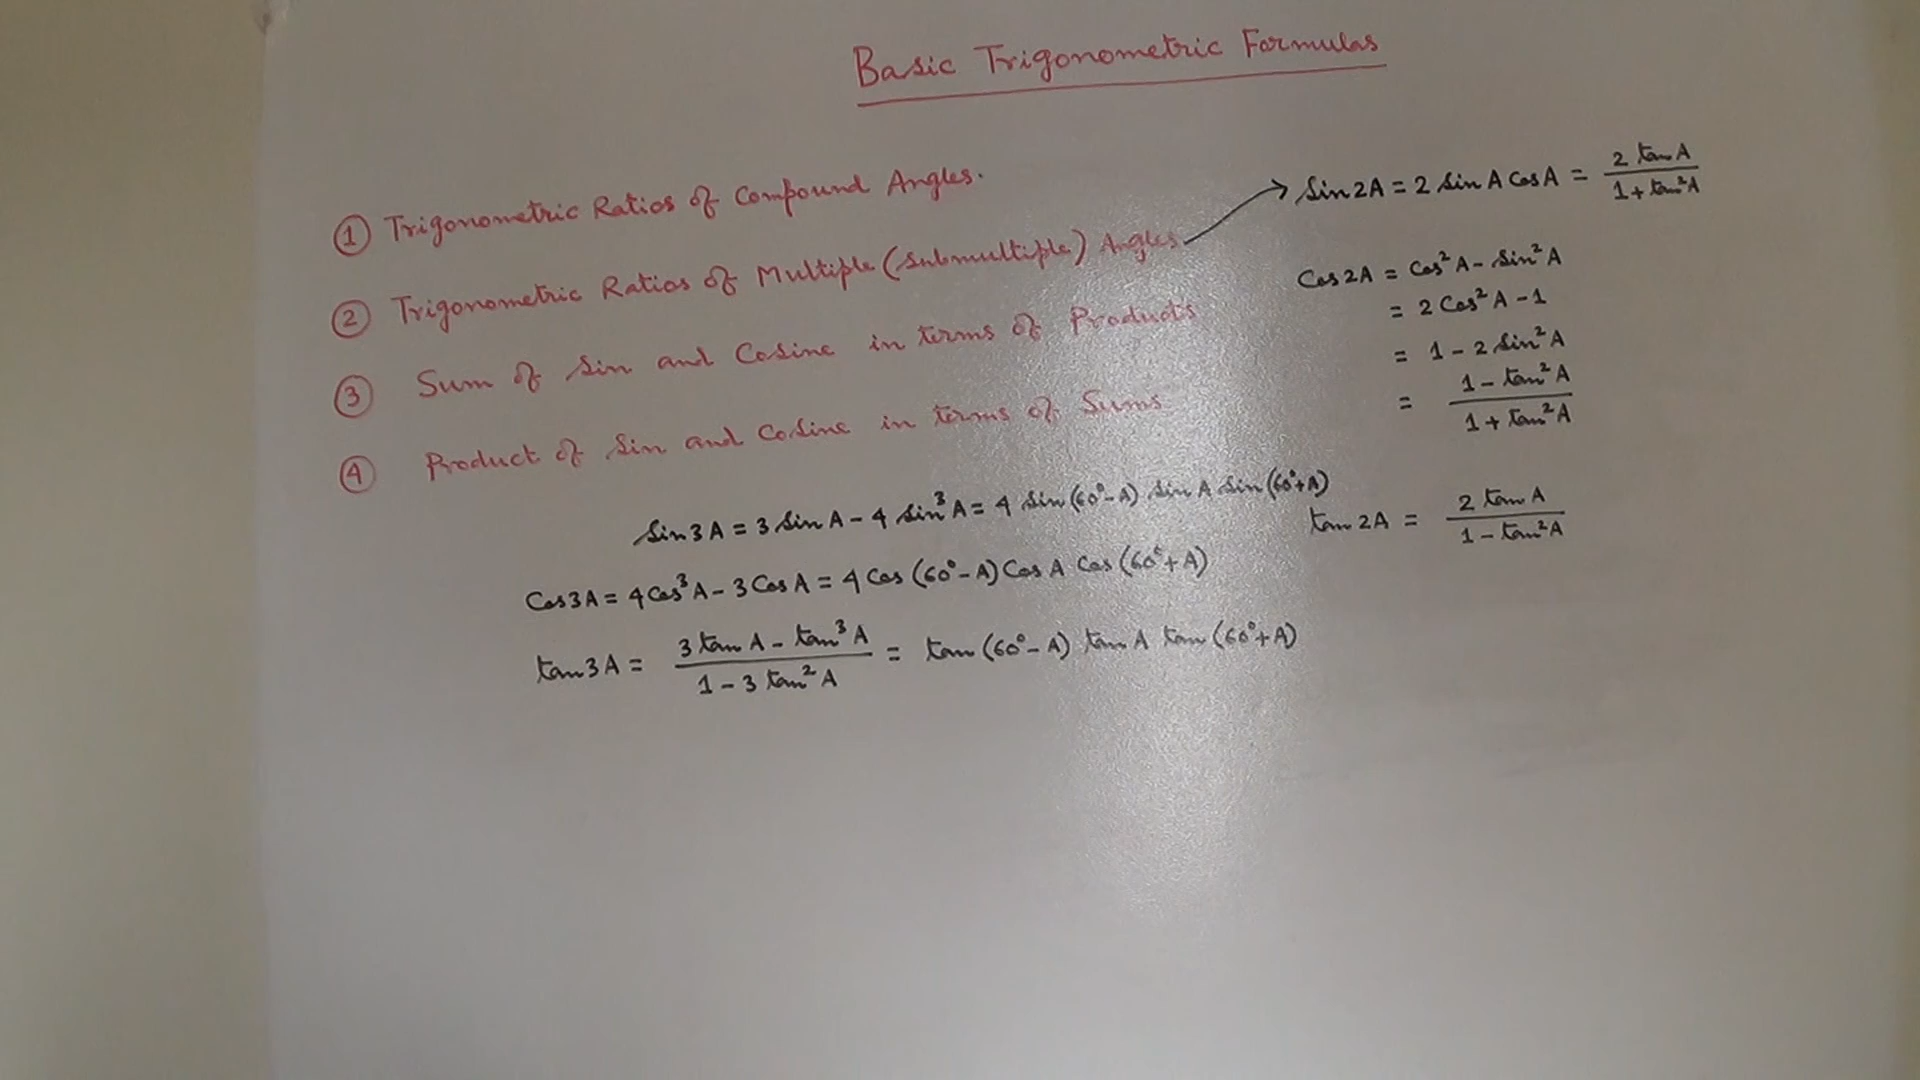 Basic Trigonometric Formulas
① Trigonometric Ratios of Compound Angles.
② Trigonometric Ratios of Multiple (Submultiple) Angles
③ Sum of Sin and Cosine in terms of Products
④ Product of Sin and Cosine in terms of Sums
Sin 2A = 2 Sin A Cos A = 2 tan A / 1 + tan²A
Cos 2A = Cos²A - Sin²A
= 2 Cos²A - 1
= 1 - 2 Sin²A
= 1 - tan²A / 1 + tan²A
tan 2A = 2 tan A / 1 - tan²A
Sin 3A = 3 Sin A - 4 Sin³A = 4 Sin (60° - A) Sin A Sin (60° + A)
Cos 3A = 4 Cos³A - 3 Cos A = 4 Cos (60° - A) Cos A Cos (60° + A)
tan 3A = 3 tan A - tan³A / 1 - 3 tan²A = tan (60° - A) tan A tan (60° + A)